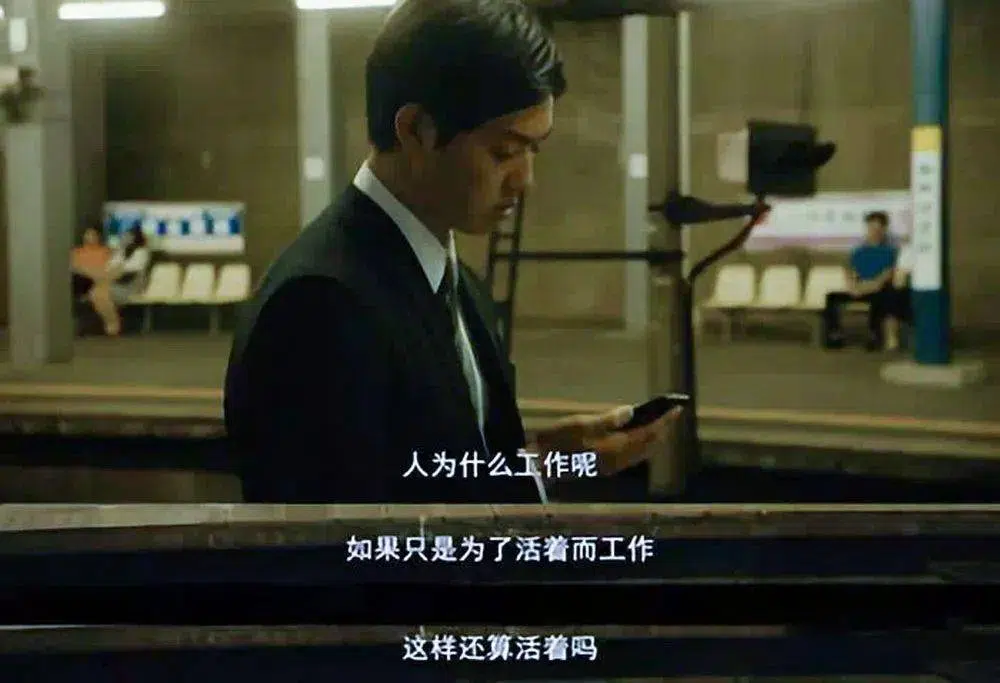 人为什么工作呢
如果只是为了活着而工作
这样还算活着吗